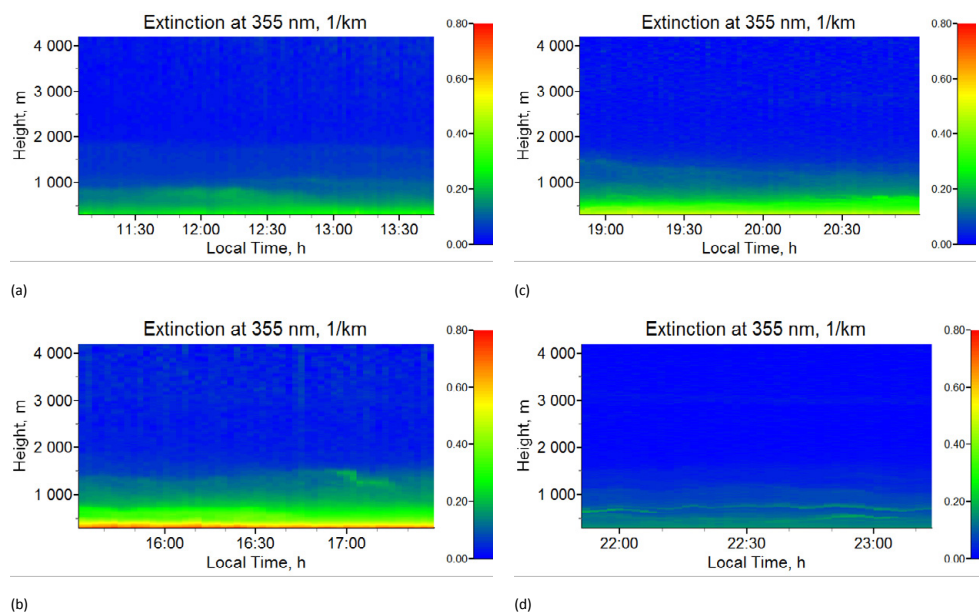 Extinction at 355 nm, 1/km
0.80
4 000
0.60
3 000
Height, m
0.40
2 000
0.20
1 000
0.00
11:30 12:00 12:30 13:00 13:30
Local Time, h
(a)
Extinction at 355 nm, 1/km
0.80
4 000
0.60
3 000
Height, m
0.40
2 000
0.20
1 000
0.00
19:00 19:30 20:00 20:30
Local Time, h
(c)
Extinction at 355 nm, 1/km
0.80
4 000
0.60
3 000
Height, m
0.40
2 000
0.20
1 000
0.00
16:00 16:30 17:00
Local Time, h
(b)
Extinction at 355 nm, 1/km
0.80
4 000
0.60
3 000
Height, m
0.40
2 000
0.20
1 000
0.00
22:00 22:30 23:00
Local Time, h
(d)